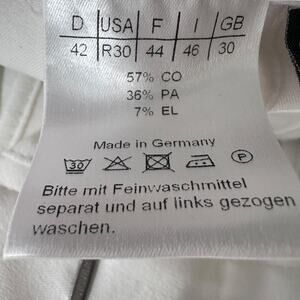 D USA F I GB
42 R30 44 46 30
57% CO
36% PA
7% EL
Made in Germany
30 P
Bitte mit Feinwaschmittel
separat und auf links gezogen
waschen.